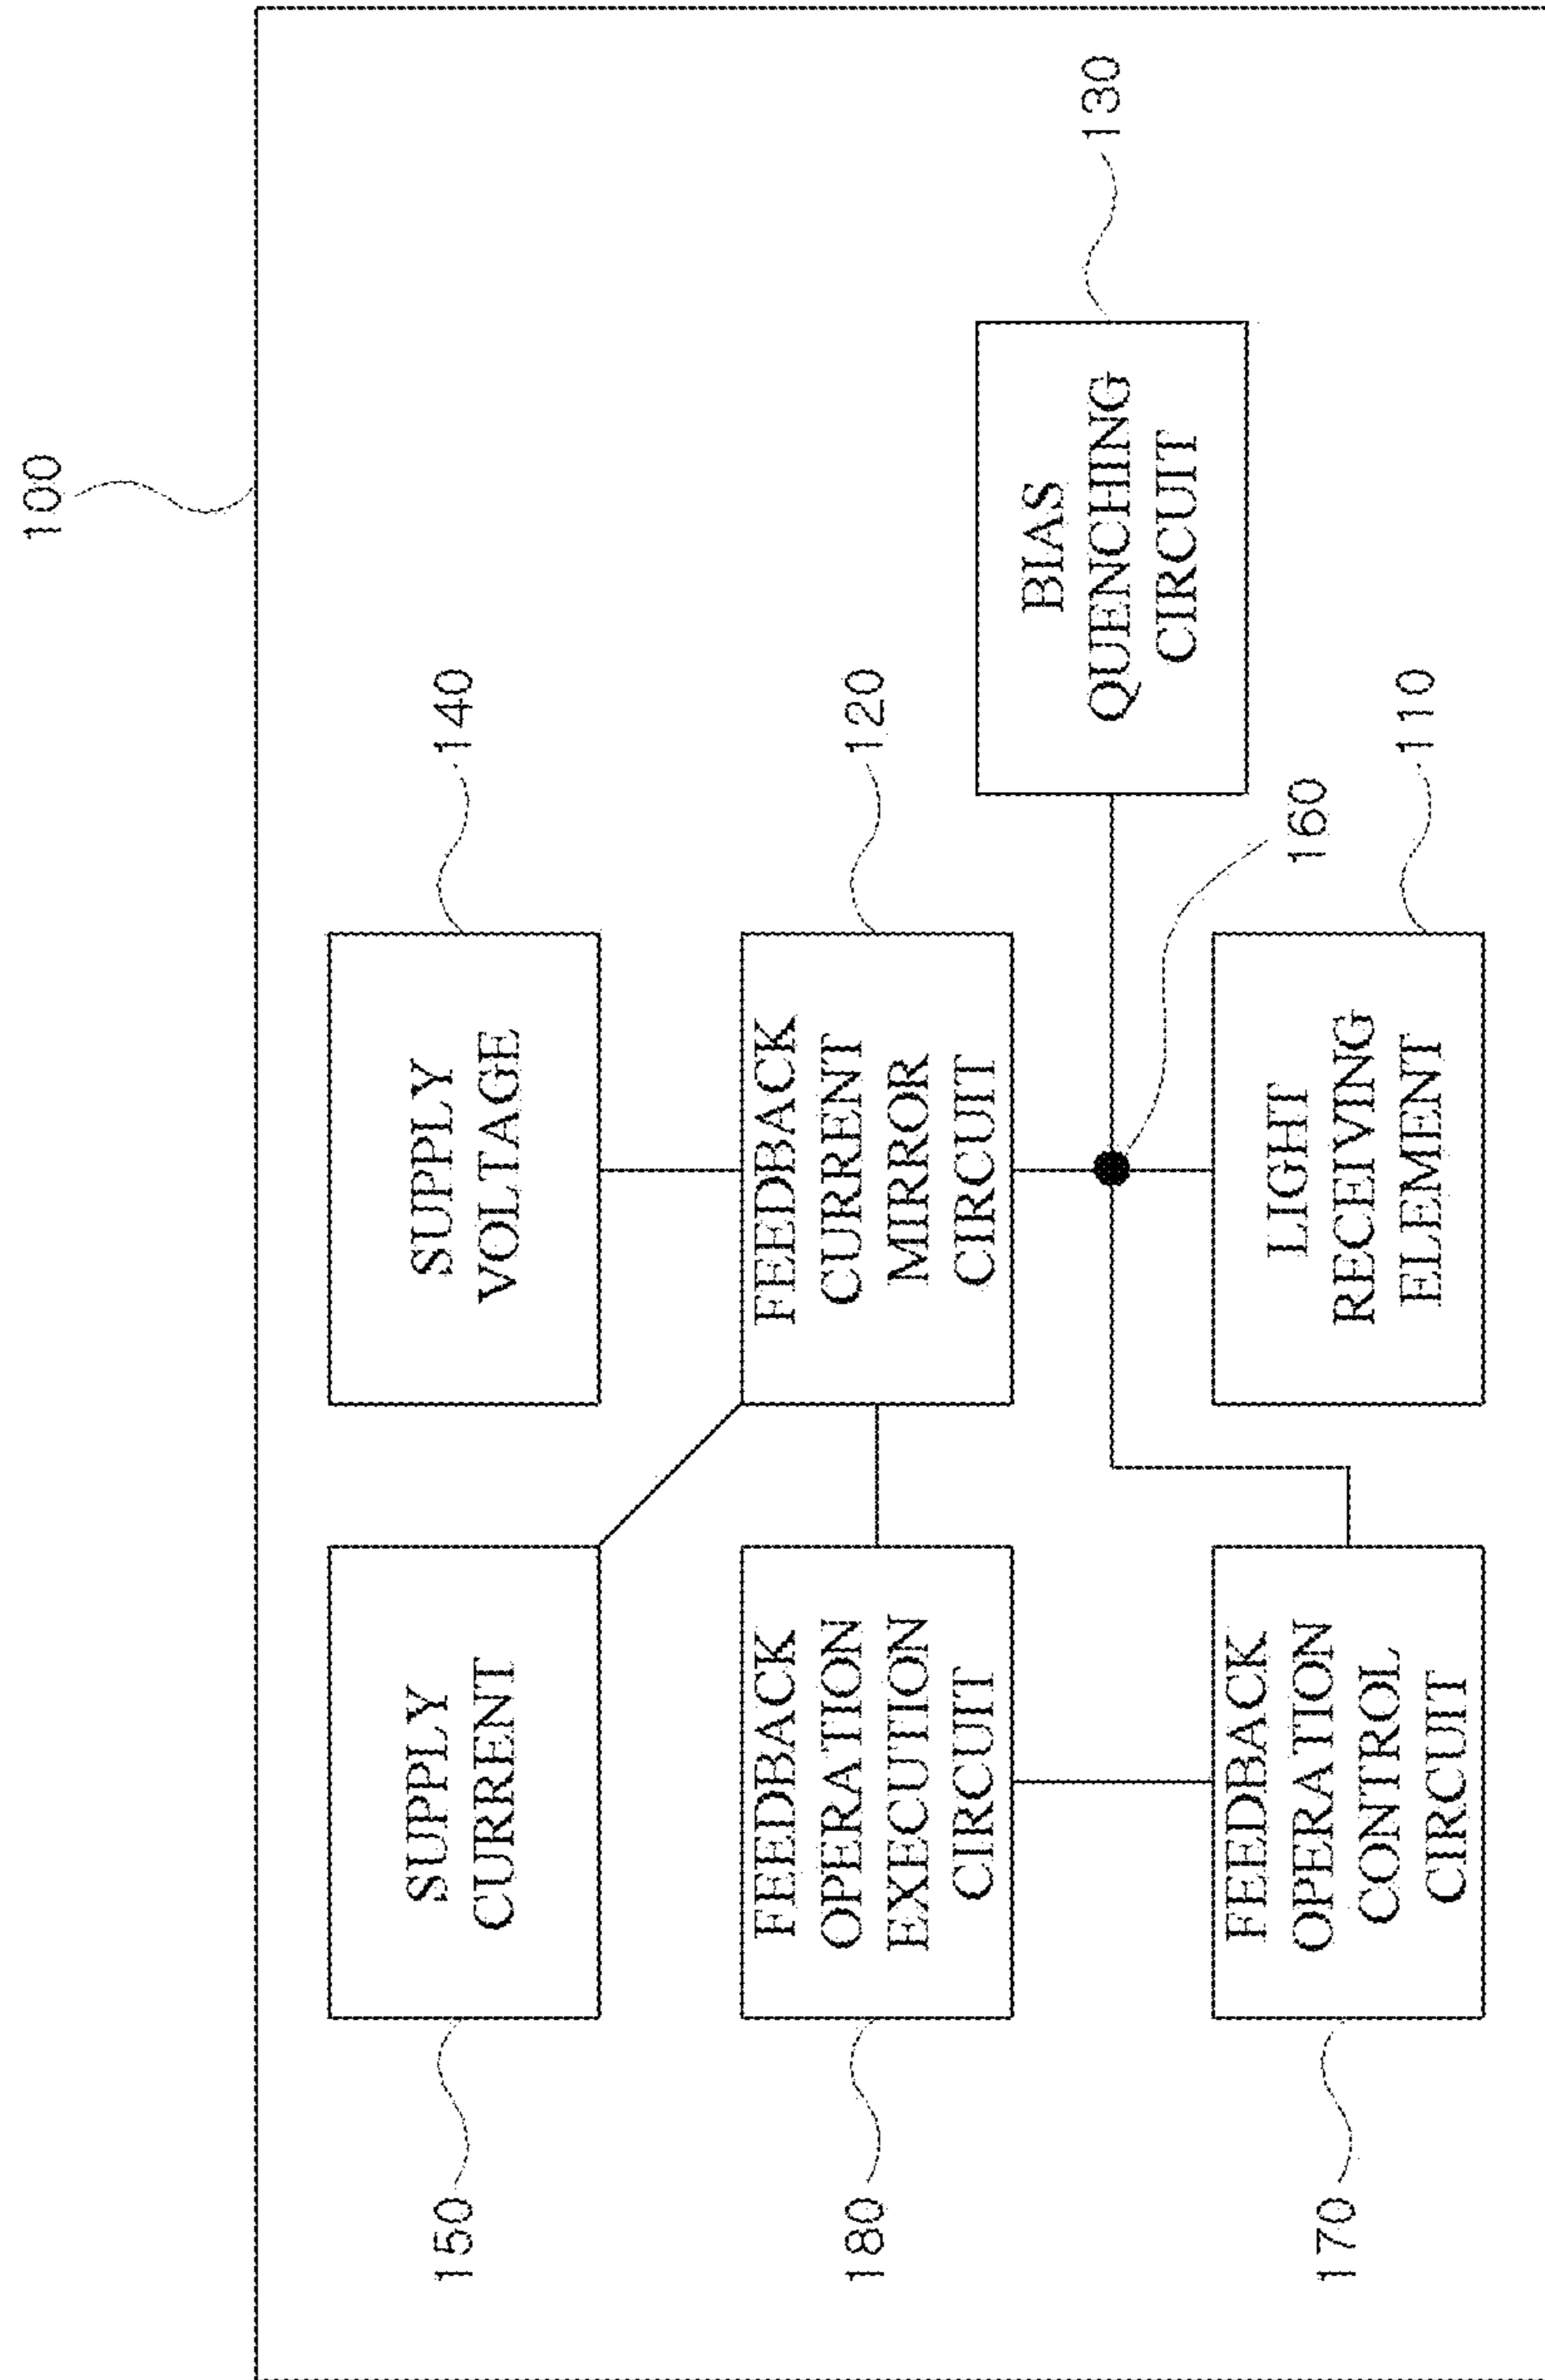 100
150
SUPPLY
CURRENT
SUPPLY
VOLTAGE
140
180
FEEDBACK
OPERATION
EXECUTION
CIRCUIT
FEEDBACK
CURRENT
MIRROR
CIRCUIT
120
BIAS
QUENCHING
CIRCUIT
130
160
170
FEEDBACK
OPERATION
CONTROL
CIRCUIT
LIGHT
RECEIVING
ELEMENT
110